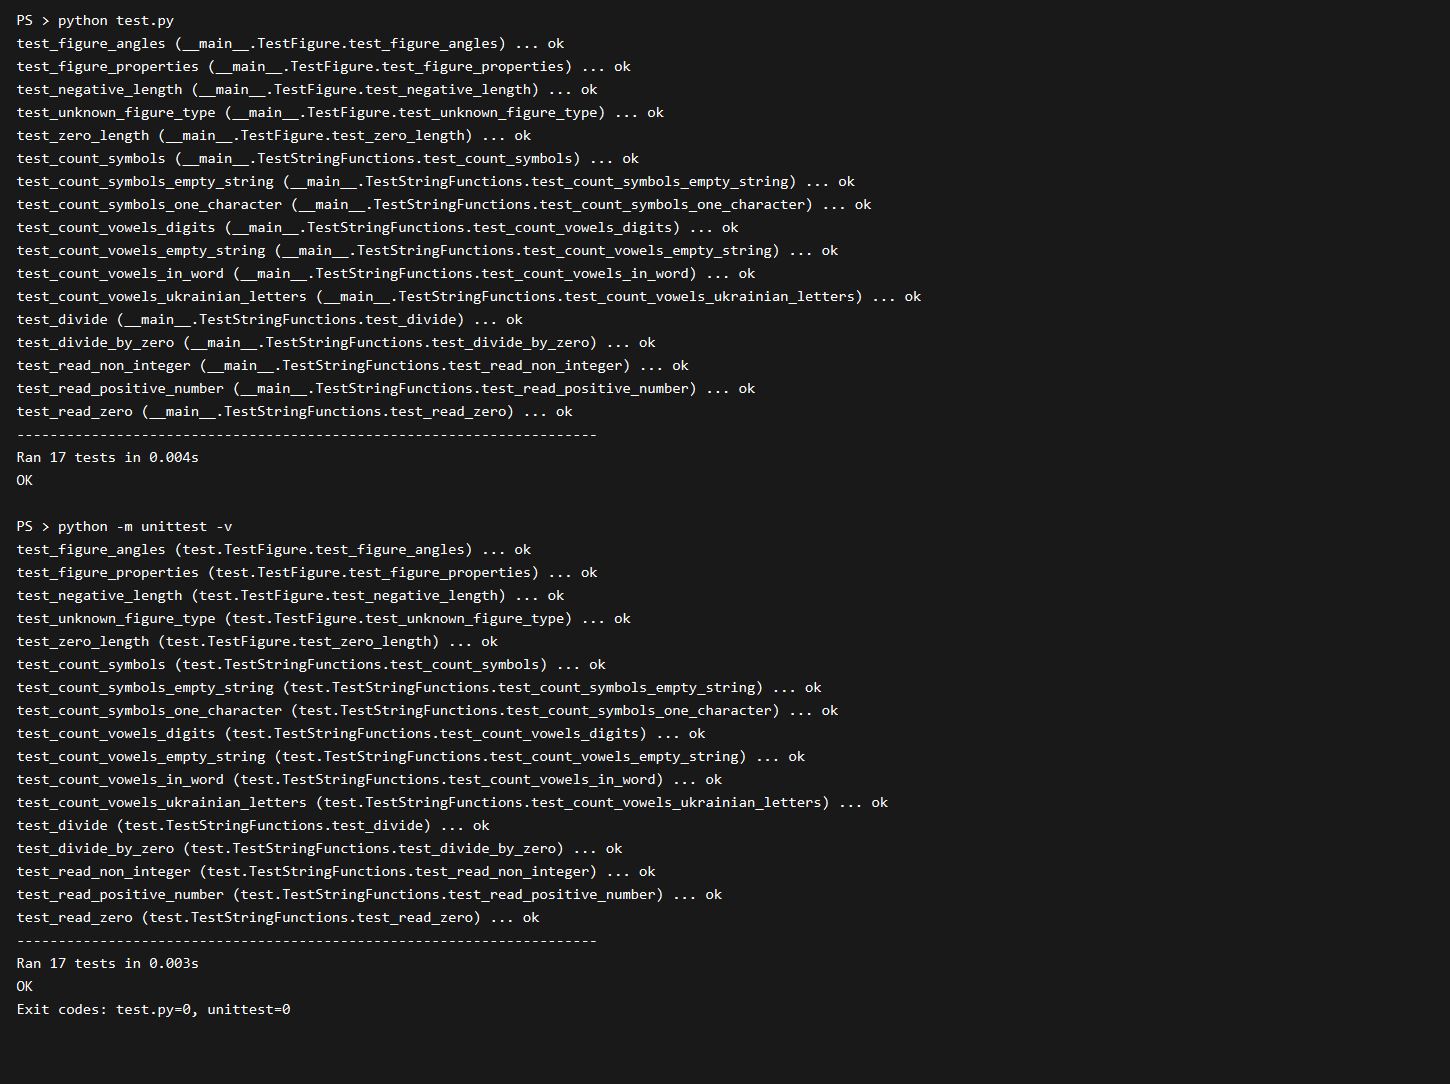 PS > python test.py
test_figure_angles (__main__.TestFigure.test_figure_angles) ... ok
test_figure_properties (__main__.TestFigure.test_figure_properties) ... ok
test_negative_length (__main__.TestFigure.test_negative_length) ... ok
test_unknown_figure_type (__main__.TestFigure.test_unknown_figure_type) ... ok
test_zero_length (__main__.TestFigure.test_zero_length) ... ok
test_count_symbols (__main__.TestStringFunctions.test_count_symbols) ... ok
test_count_symbols_empty_string (__main__.TestStringFunctions.test_count_symbols_empty_string) ... ok
test_count_symbols_one_character (__main__.TestStringFunctions.test_count_symbols_one_character) ... ok
test_count_vowels_digits (__main__.TestStringFunctions.test_count_vowels_digits) ... ok
test_count_vowels_empty_string (__main__.TestStringFunctions.test_count_vowels_empty_string) ... ok
test_count_vowels_in_word (__main__.TestStringFunctions.test_count_vowels_in_word) ... ok
test_count_vowels_ukrainian_letters (__main__.TestStringFunctions.test_count_vowels_ukrainian_letters) ... ok
test_divide (__main__.TestStringFunctions.test_divide) ... ok
test_divide_by_zero (__main__.TestStringFunctions.test_divide_by_zero) ... ok
test_read_non_integer (__main__.TestStringFunctions.test_read_non_integer) ... ok
test_read_positive_number (__main__.TestStringFunctions.test_read_positive_number) ... ok
test_read_zero (__main__.TestStringFunctions.test_read_zero) ... ok
----------------------------------------------------------------------
Ran 17 tests in 0.004s
OK
PS > python -m unittest -v
test_figure_angles (test.TestFigure.test_figure_angles) ... ok
test_figure_properties (test.TestFigure.test_figure_properties) ... ok
test_negative_length (test.TestFigure.test_negative_length) ... ok
test_unknown_figure_type (test.TestFigure.test_unknown_figure_type) ... ok
test_zero_length (test.TestFigure.test_zero_length) ... ok
test_count_symbols (test.TestStringFunctions.test_count_symbols) ... ok
test_count_symbols_empty_string (test.TestStringFunctions.test_count_symbols_empty_string) ... ok
test_count_symbols_one_character (test.TestStringFunctions.test_count_symbols_one_character) ... ok
test_count_vowels_digits (test.TestStringFunctions.test_count_vowels_digits) ... ok
test_count_vowels_empty_string (test.TestStringFunctions.test_count_vowels_empty_string) ... ok
test_count_vowels_in_word (test.TestStringFunctions.test_count_vowels_in_word) ... ok
test_count_vowels_ukrainian_letters (test.TestStringFunctions.test_count_vowels_ukrainian_letters) ... ok
test_divide (test.TestStringFunctions.test_divide) ... ok
test_divide_by_zero (test.TestStringFunctions.test_divide_by_zero) ... ok
test_read_non_integer (test.TestStringFunctions.test_read_non_integer) ... ok
test_read_positive_number (test.TestStringFunctions.test_read_positive_number) ... ok
test_read_zero (test.TestStringFunctions.test_read_zero) ... ok
----------------------------------------------------------------------
Ran 17 tests in 0.003s
OK
Exit codes: test.py=0, unittest=0